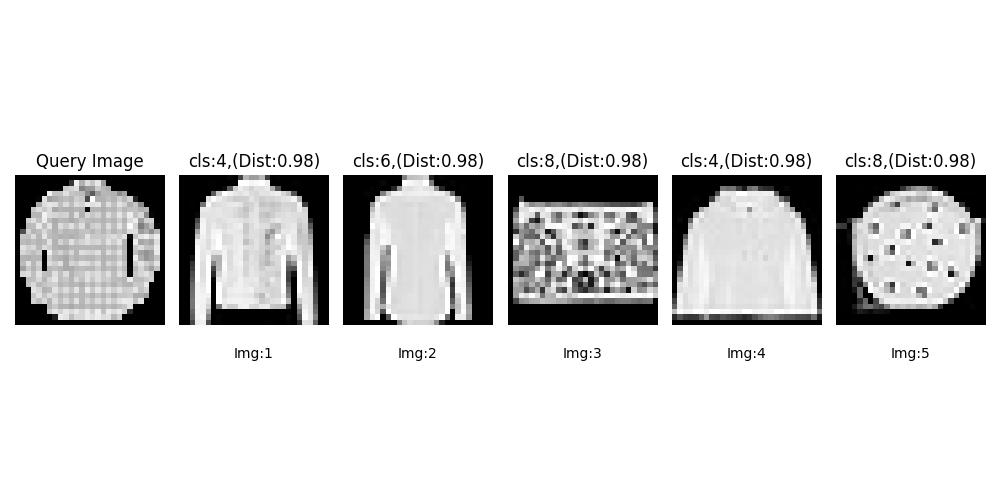 Query Image
cls:4,(Dist:0.98)
cls:6,(Dist:0.98)
cls:8,(Dist:0.98)
cls:4,(Dist:0.98)
cls:8,(Dist:0.98)
Img:1
Img:2
Img:3
Img:4
Img:5